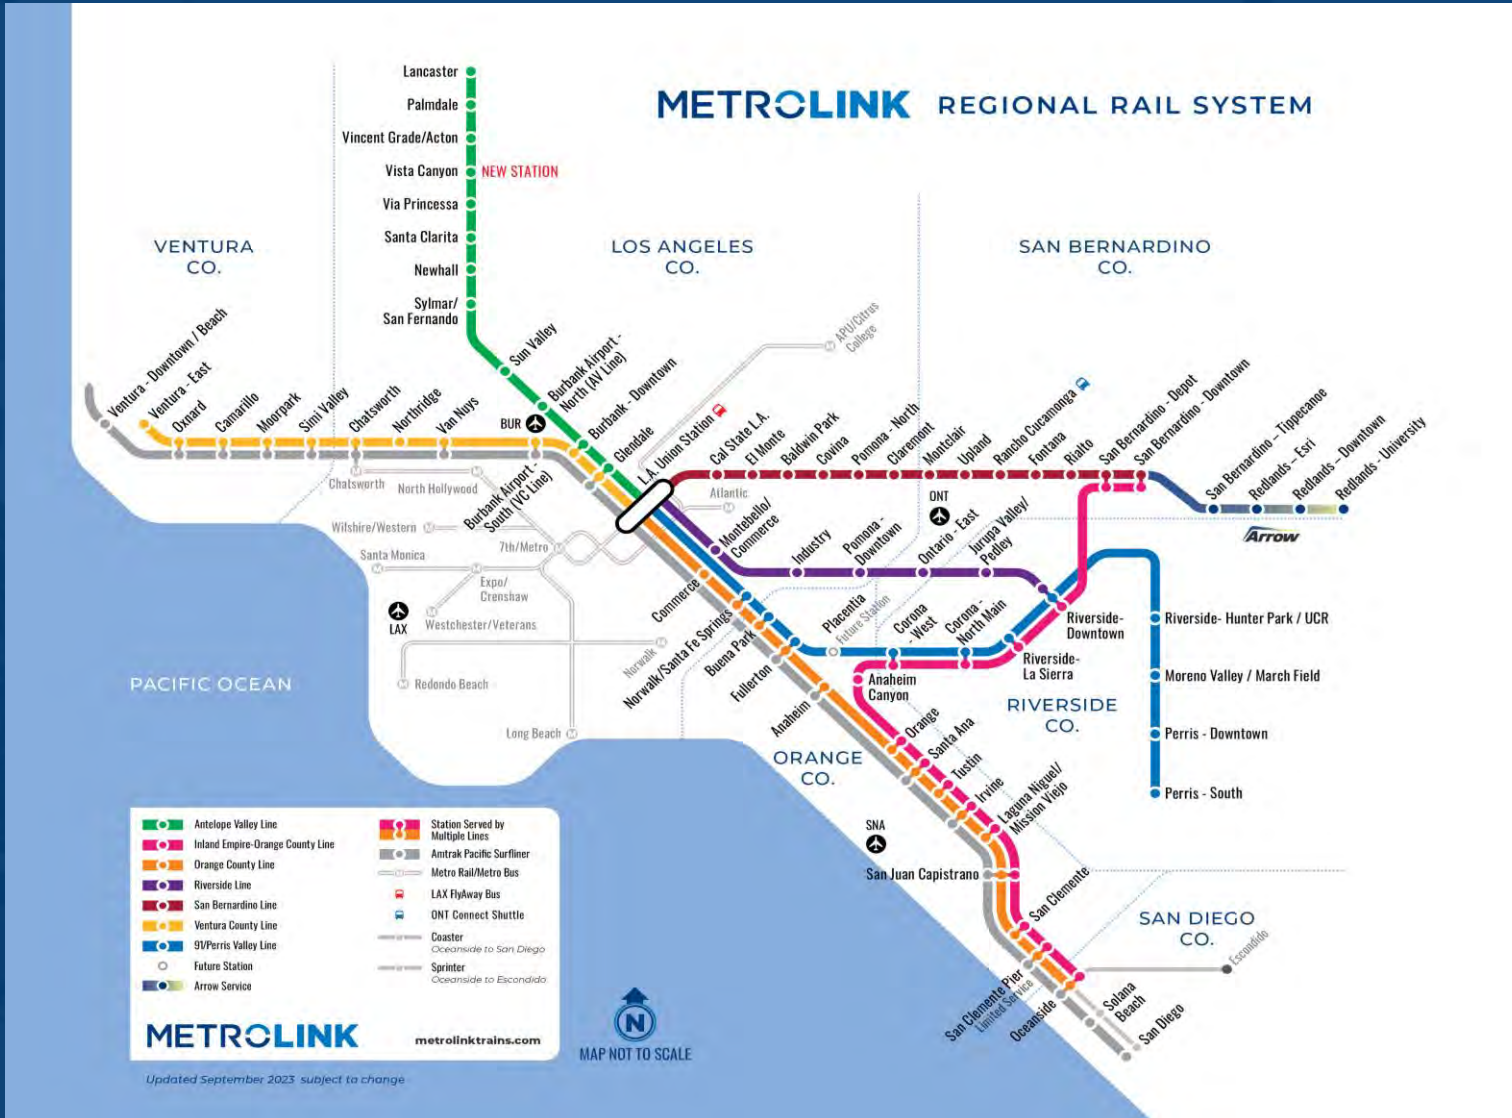 METROLINK REGIONAL RAIL SYSTEM
Lancaster
Palmdale
Vincent Grade/Acton
Vista Canyon NEW STATION
Via Princessa
Santa Clarita
Newhall
Sylmar/
San Fernando
VENTURA
CO.
LOS ANGELES
CO.
SAN BERNARDINO
CO.
Sun Valley
Burbank Airport -
North (AV Line)
Burbank - Downtown
Glendale
L.A. Union Station
BUR
APU/Citrus
College
Ventura - Downtown / Beach
Ventura - East
Oxnard
Camarillo
Moorpark
Simi Valley
Chatsworth
Northridge
Van Nuys
Burbank Airport -
South (VC Line)
Cal State L.A.
El Monte
Baldwin Park
Covina
Pomona - North
Claremont
Montclair
Upland
Rancho Cucamonga
Fontana
Rialto
San Bernardino - Depot
San Bernardino - Downtown
San Bernardino – Tippecanoe
Redlands – Esri
Redlands – Downtown
Redlands - University
Arrow
Chatsworth
North Hollywood
Wilshire/Western
Santa Monica
7th/Metro
Atlantic
Expo/
Crenshaw
Westchester/Veterans
LAX
Redondo Beach
Norwalk
Long Beach
Montebello/
Commerce
Industry
Pomona -
Downtown
ONT
Ontario - East
Jurupa Valley/
Pedley
Commerce
Norwalk/Santa Fe Springs
Buena Park
Fullerton
Anaheim
Placentia
Future Station
Corona
- West
Corona -
North Main
Riverside-
Downtown
Riverside-
La Sierra
Riverside- Hunter Park / UCR
Moreno Valley / March Field
Perris - Downtown
Perris - South
Anaheim
Canyon
RIVERSIDE
CO.
ORANGE
CO.
PACIFIC OCEAN
Orange
Santa Ana
Tustin
Irvine
Laguna Niguel/
Mission Viejo
SNA
San Juan Capistrano
San Clemente
San Clemente Pier
Limited Service
Oceanside
SAN DIEGO
CO.
Escondido
Solana
Beach
San Diego
Antelope Valley Line
Inland Empire-Orange County Line
Orange County Line
Riverside Line
San Bernardino Line
Ventura County Line
91/Perris Valley Line
Future Station
Arrow Service
Station Served by
Multiple Lines
Amtrak Pacific Surfliner
Metro Rail/Metro Bus
LAX FlyAway Bus
ONT Connect Shuttle
Coaster
Oceanside to San Diego
Sprinter
Oceanside to Escondido
METROLINK
metrolinktrains.com
N
MAP NOT TO SCALE
Updated September 2023 subject to change